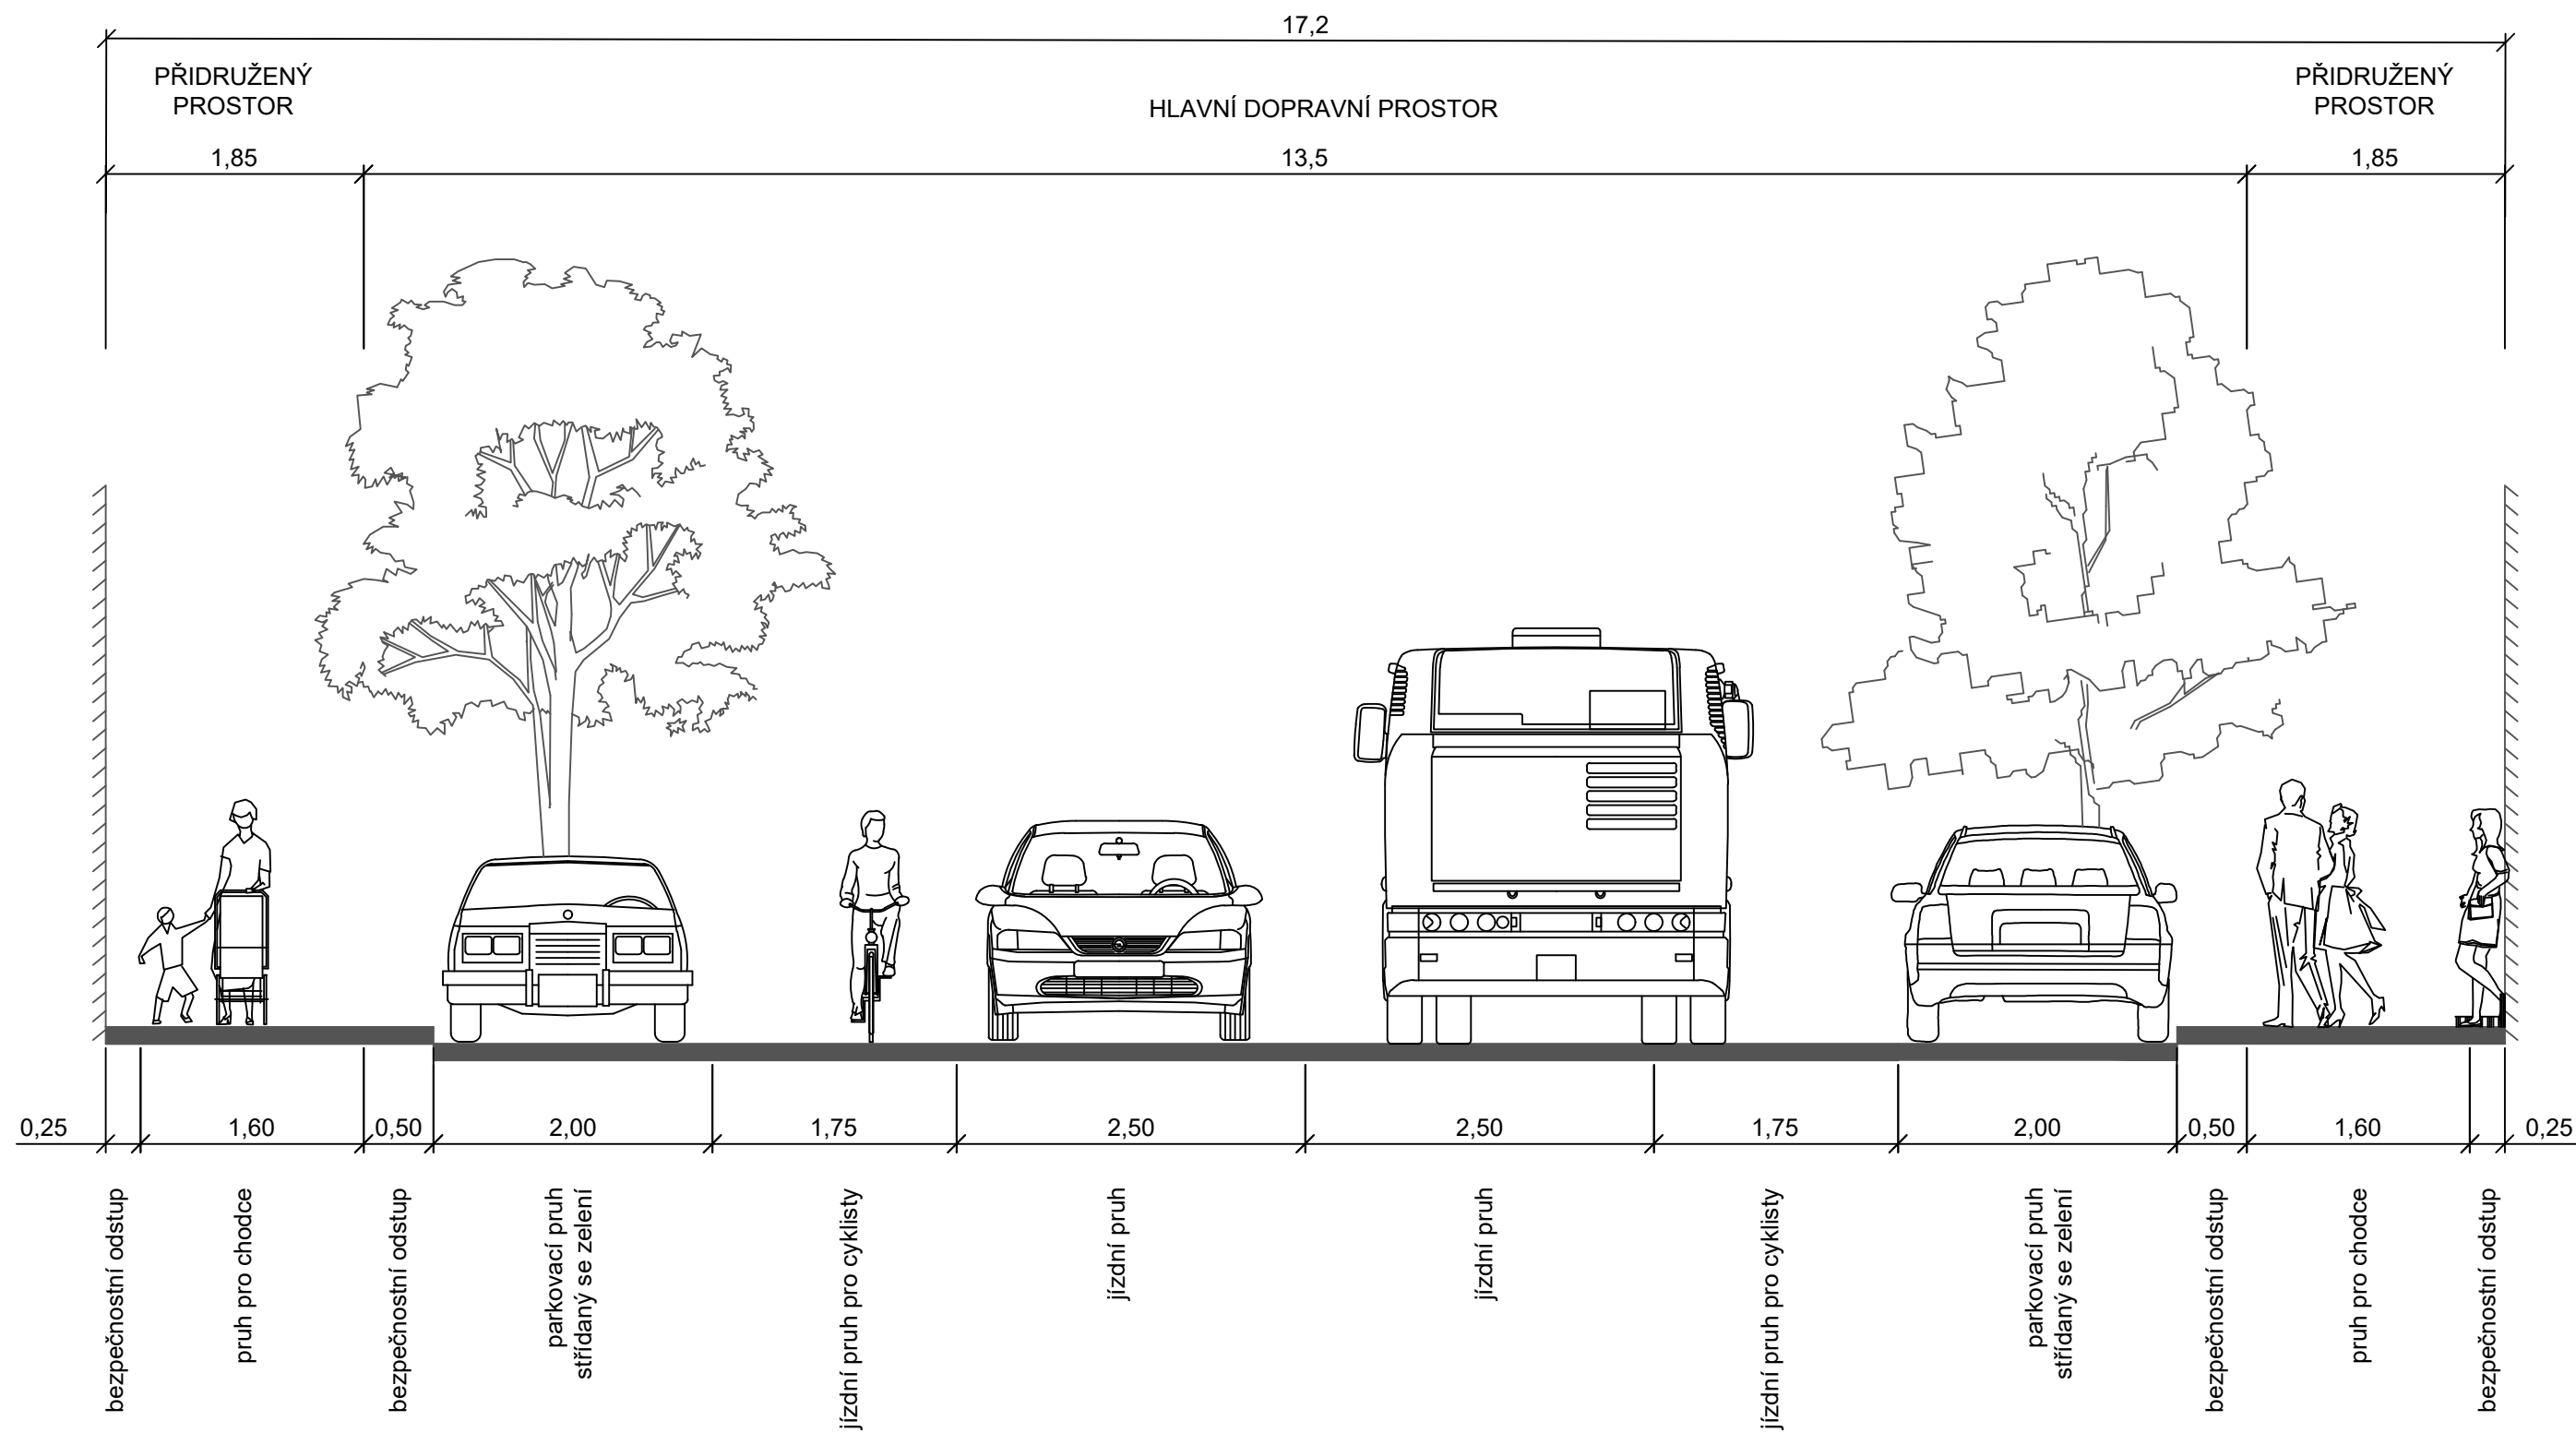 17,2
PŘIDRUŽENÝ
PROSTOR
HLAVNÍ DOPRAVNÍ PROSTOR
PŘIDRUŽENÝ
PROSTOR
1,85
13,5
1,85
0,25
1,60
0,50
2,00
1,75
2,50
2,50
1,75
2,00
0,50
1,60
0,25
bezpečnostní odstup
pruh pro chodce
bezpečnostní odstup
parkovací pruh
střídaný se zelení
jízdní pruh pro cyklisty
jízdní pruh
jízdní pruh
jízdní pruh pro cyklisty
parkovací pruh
střídaný se zelení
bezpečnostní odstup
pruh pro chodce
bezpečnostní odstup